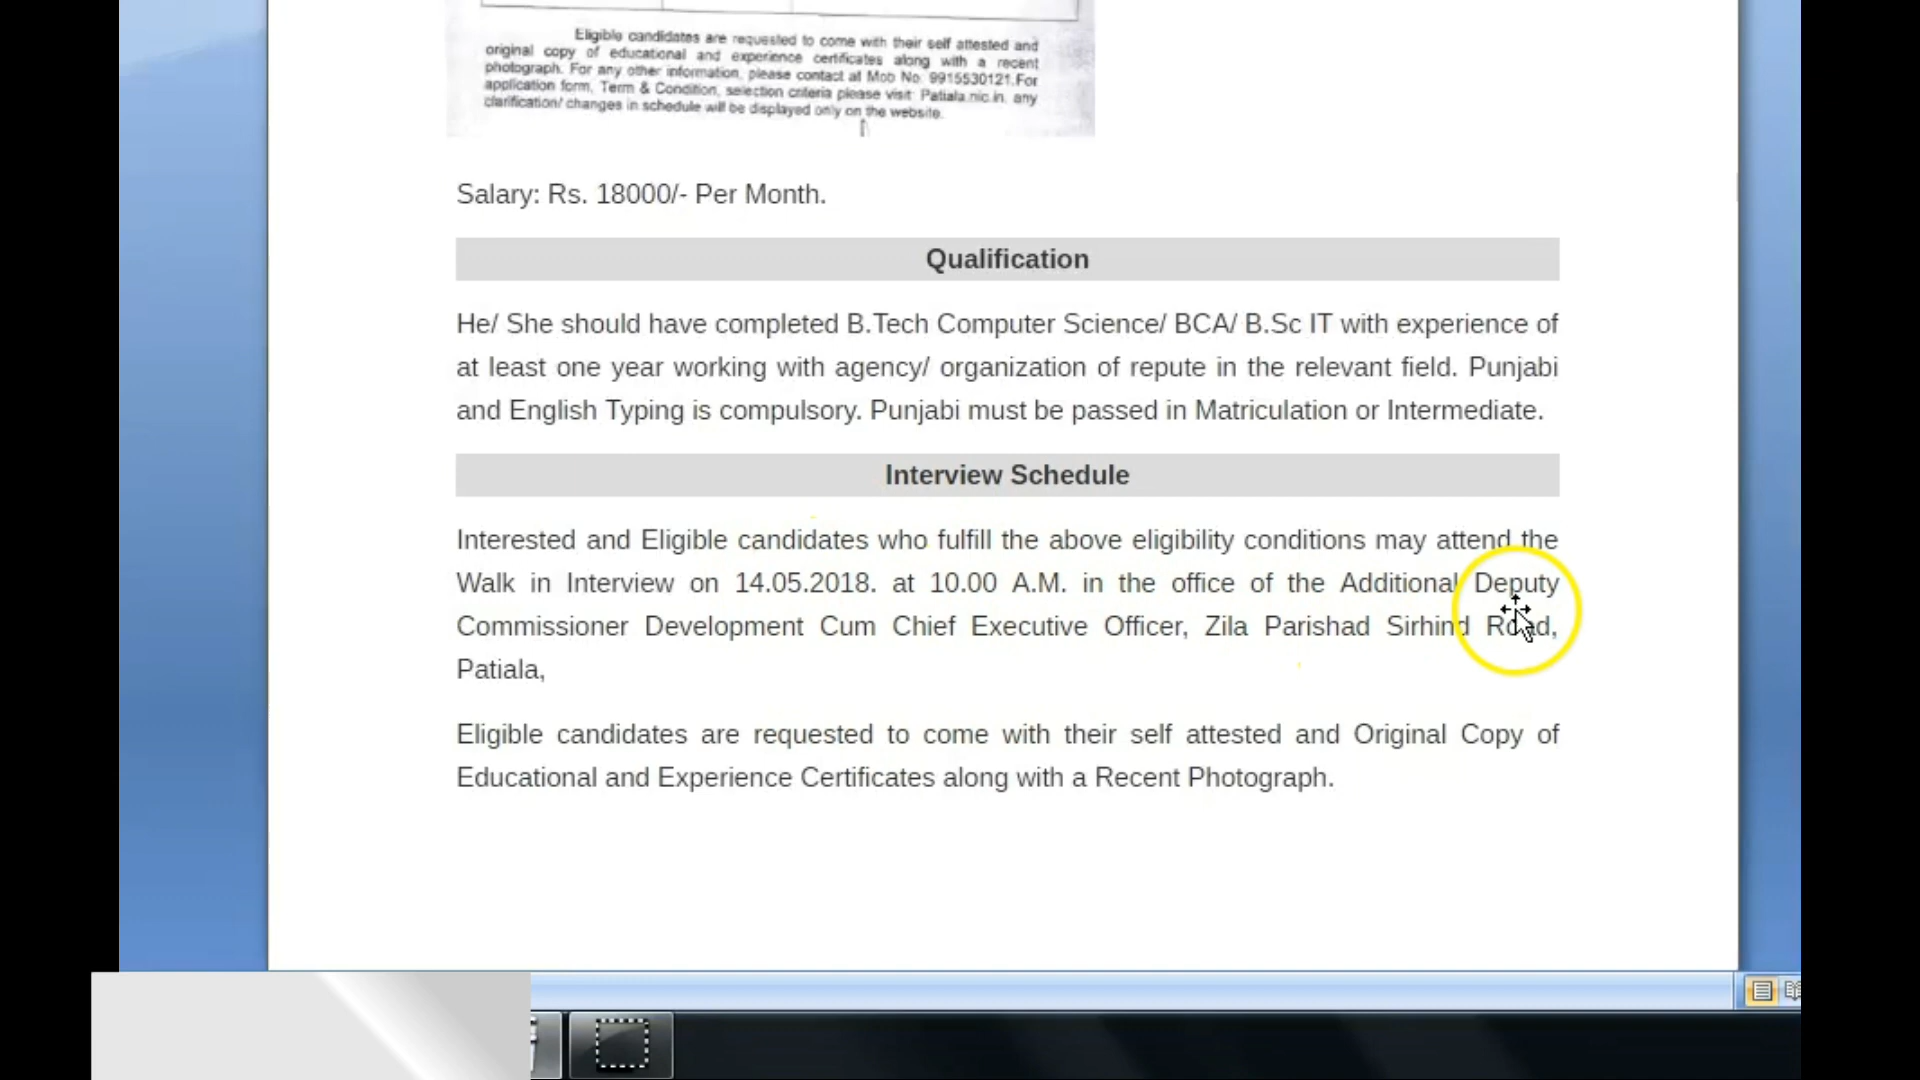 Eligible candidates are requested to come with their self attested and
original copy of educational and experience certificates along with a recent
photograph. For any other information, please contact at Mob No: 9915530121.For
application form, Term & Condition, selection criteria please visit: Patiala.nic.in. any
clarification/ changes in schedule will be displayed only on the website.
Salary: Rs. 18000/- Per Month.
Qualification
He/ She should have completed B.Tech Computer Science/ BCA/ B.Sc IT with experience of
at least one year working with agency/ organization of repute in the relevant field. Punjabi
and English Typing is compulsory. Punjabi must be passed in Matriculation or Intermediate.
Interview Schedule
Interested and Eligible candidates who fulfill the above eligibility conditions may attend the
Walk in Interview on 14.05.2018. at 10.00 A.M. in the office of the Additional Deputy
Commissioner Development Cum Chief Executive Officer, Zila Parishad Sirhind Road,
Patiala,
Eligible candidates are requested to come with their self attested and Original Copy of
Educational and Experience Certificates along with a Recent Photograph.